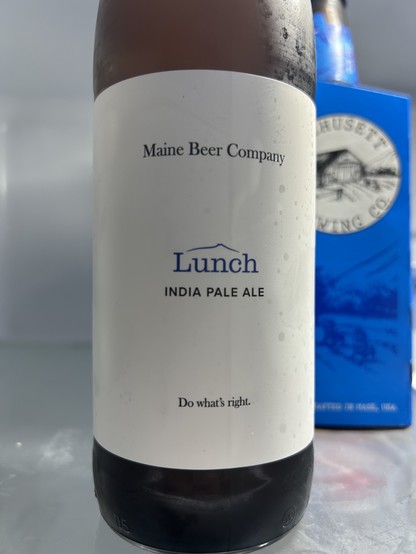 Maine Beer Company
Lunch
INDIA PALE ALE
Do what's right.